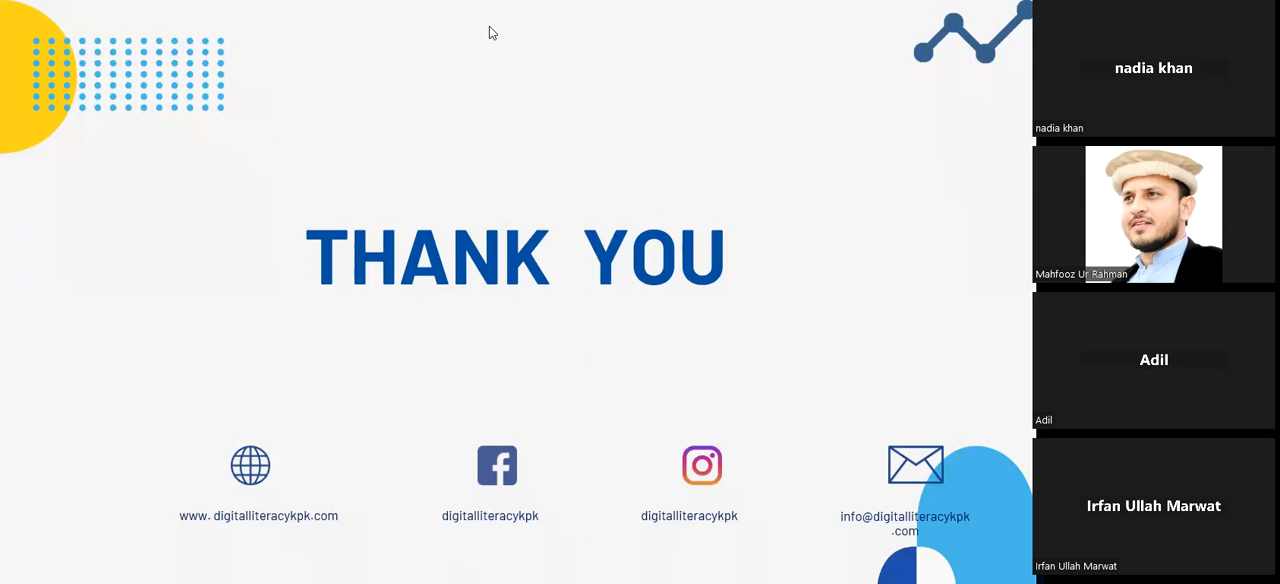 THANK YOU
www. digitalliteracykpk.com
digitalliteracykpk
digitalliteracykpk
info@digitalliteracykpk
.com
nadia khan
nadia khan
Mahfooz Ur Rahman
Adil
Adil
Irfan Ullah Marwat
Irfan Ullah Marwat